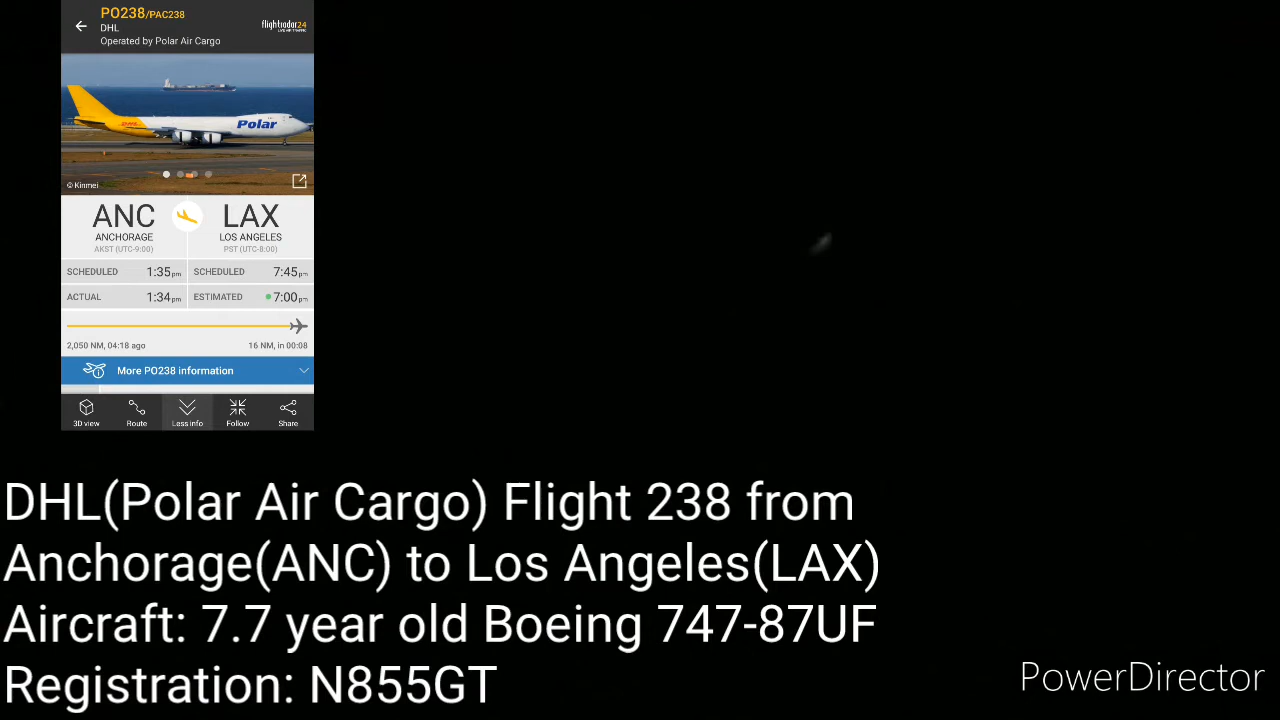 PO238/PAC238
DHL
Operated by Polar Air Cargo
flightradar24
LIVE AIR TRAFFIC
DHL
Polar
© Kinmei
ANC
LAX
ANCHORAGE
LOS ANGELES
AKST (UTC-9:00)
PST (UTC-8:00)
SCHEDULED 1:35pm
SCHEDULED 7:45pm
ACTUAL 1:34pm
ESTIMATED 7:00pm
2,050 NM, 04:18 ago
16 NM, in 00:08
More PO238 information
3D view
Route
Less info
Follow
Share
DHL(Polar Air Cargo) Flight 238 from
Anchorage(ANC) to Los Angeles(LAX)
Aircraft: 7.7 year old Boeing 747-87UF
Registration: N855GT
PowerDirector